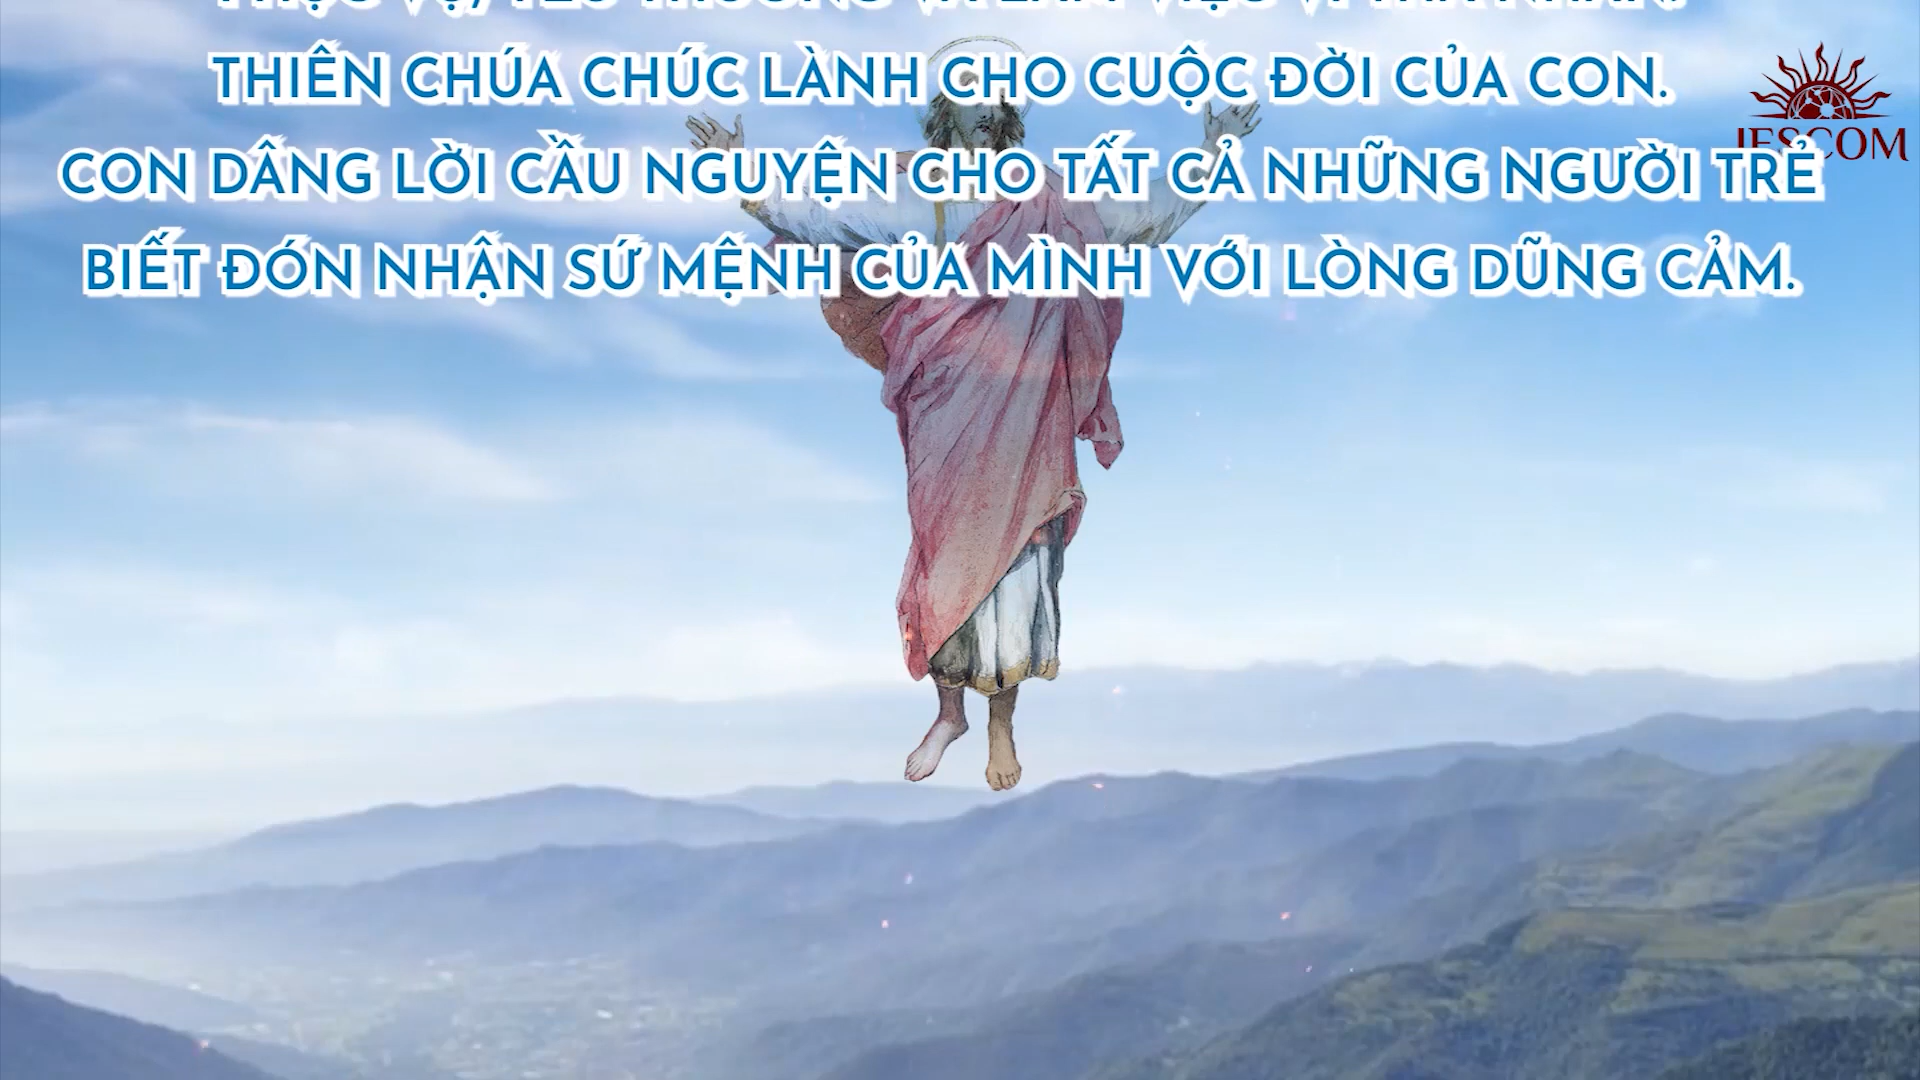 THIÊN CHÚA CHÚC LÀNH CHO CUỘC ĐỜI CỦA CON.
CON DÂNG LỜI CẦU NGUYỆN CHO TẤT CẢ NHỮNG NGƯỜI TRẺ
BIẾT ĐÓN NHẬN SỨ MỆNH CỦA MÌNH VỚI LÒNG DŨNG CẢM.
JESCOM